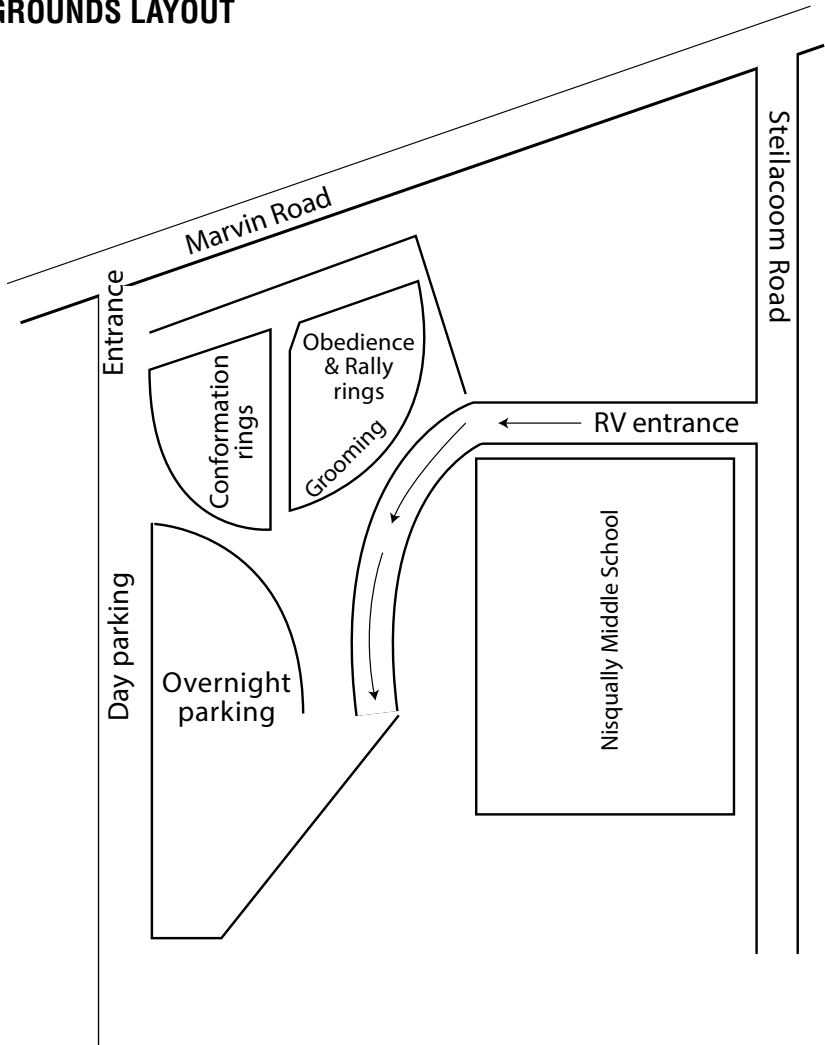 GROUNDS LAYOUT
Steilacoom Road
Marvin Road
Entrance
Obedience
& Rally
rings
Conformation
rings
Grooming
RV entrance
Nisqually Middle School
Day parking
Overnight
parking